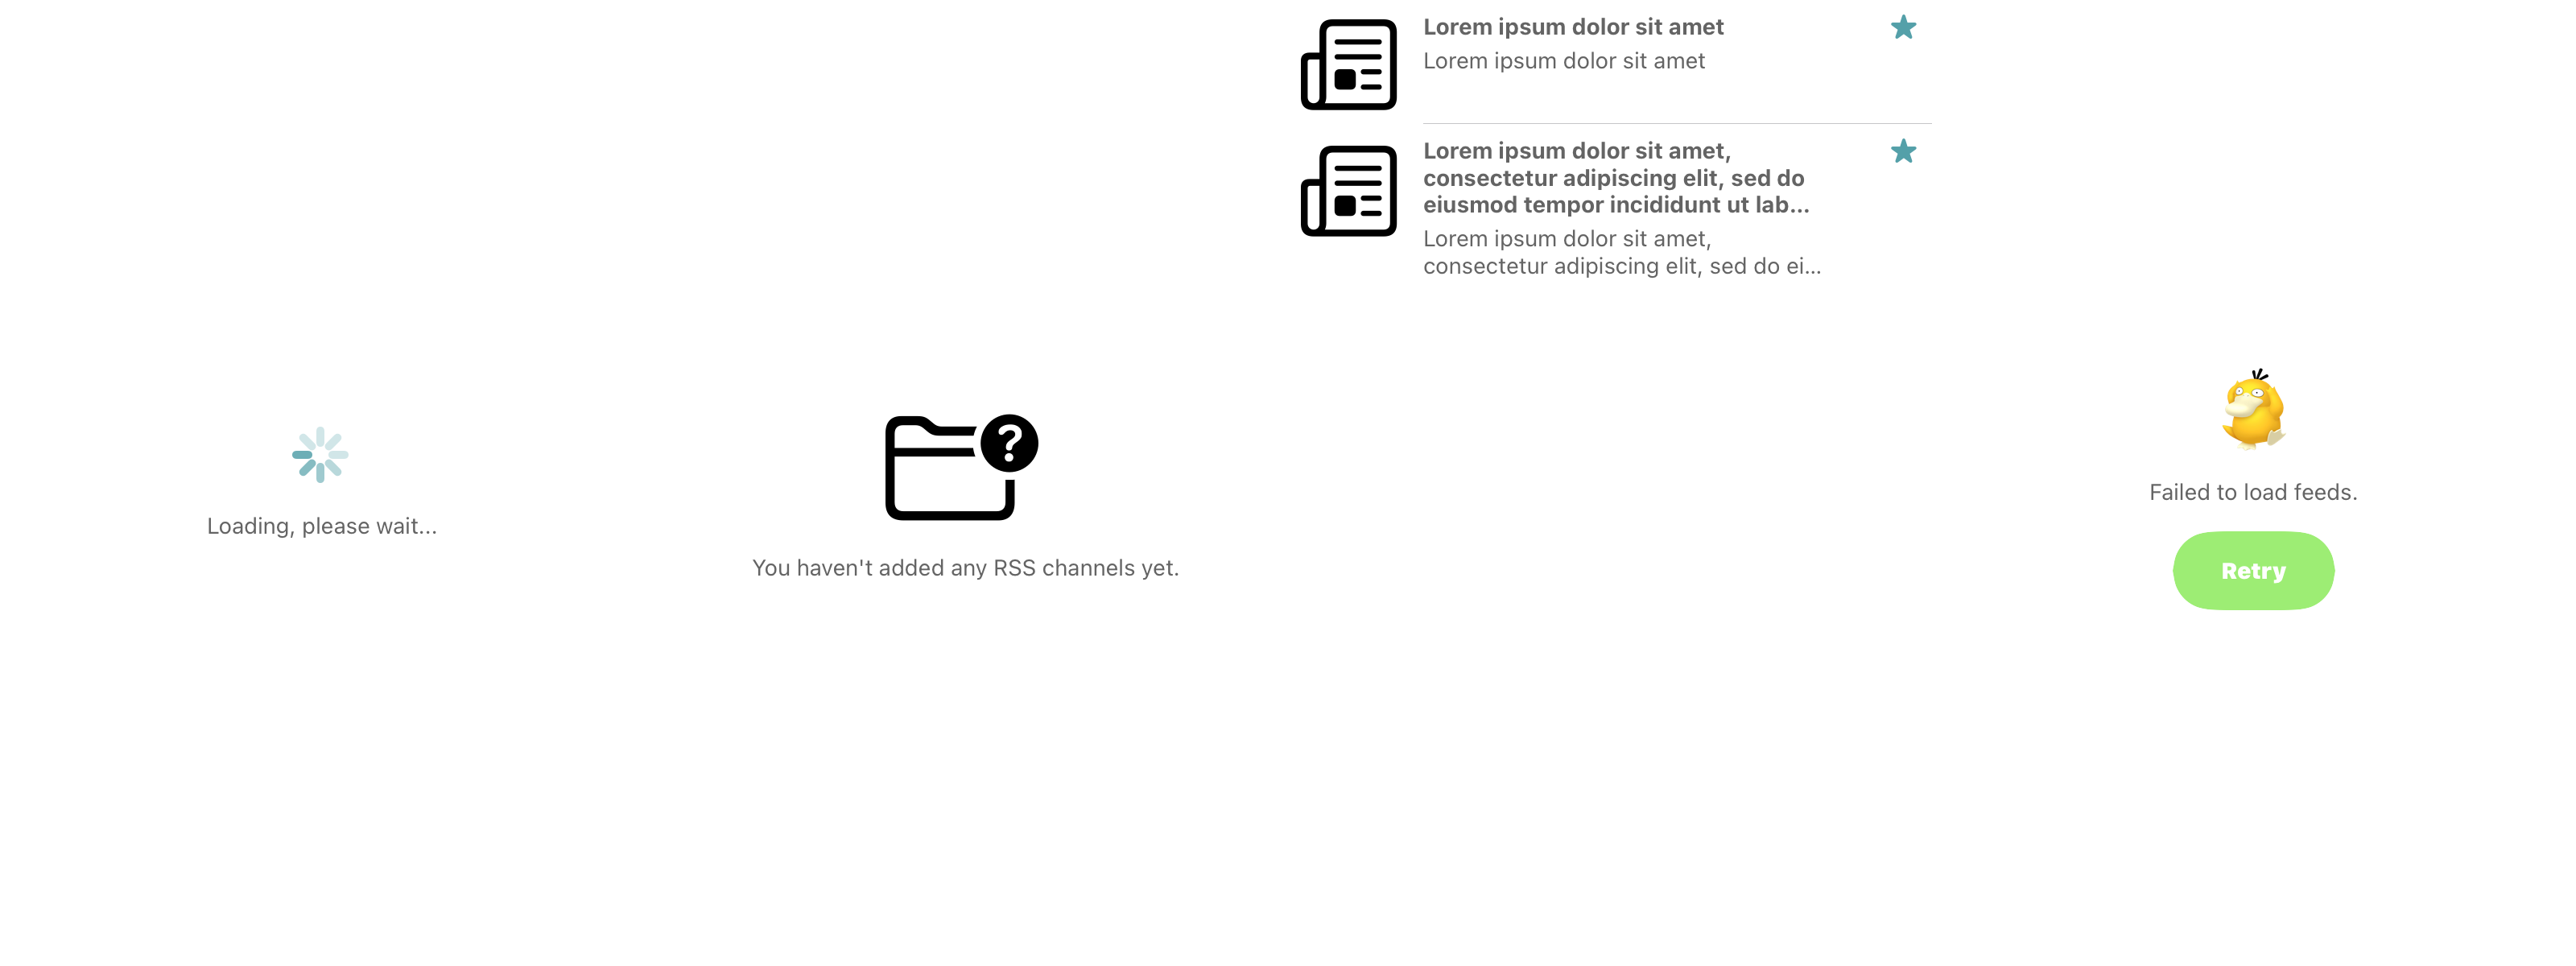 Loading, please wait...
You haven't added any RSS channels yet.
Lorem ipsum dolor sit amet
Lorem ipsum dolor sit amet
Lorem ipsum dolor sit amet,
consectetur adipiscing elit, sed do
eiusmod tempor incididunt ut lab...
Lorem ipsum dolor sit amet,
consectetur adipiscing elit, sed do ei...
Failed to load feeds.
Retry